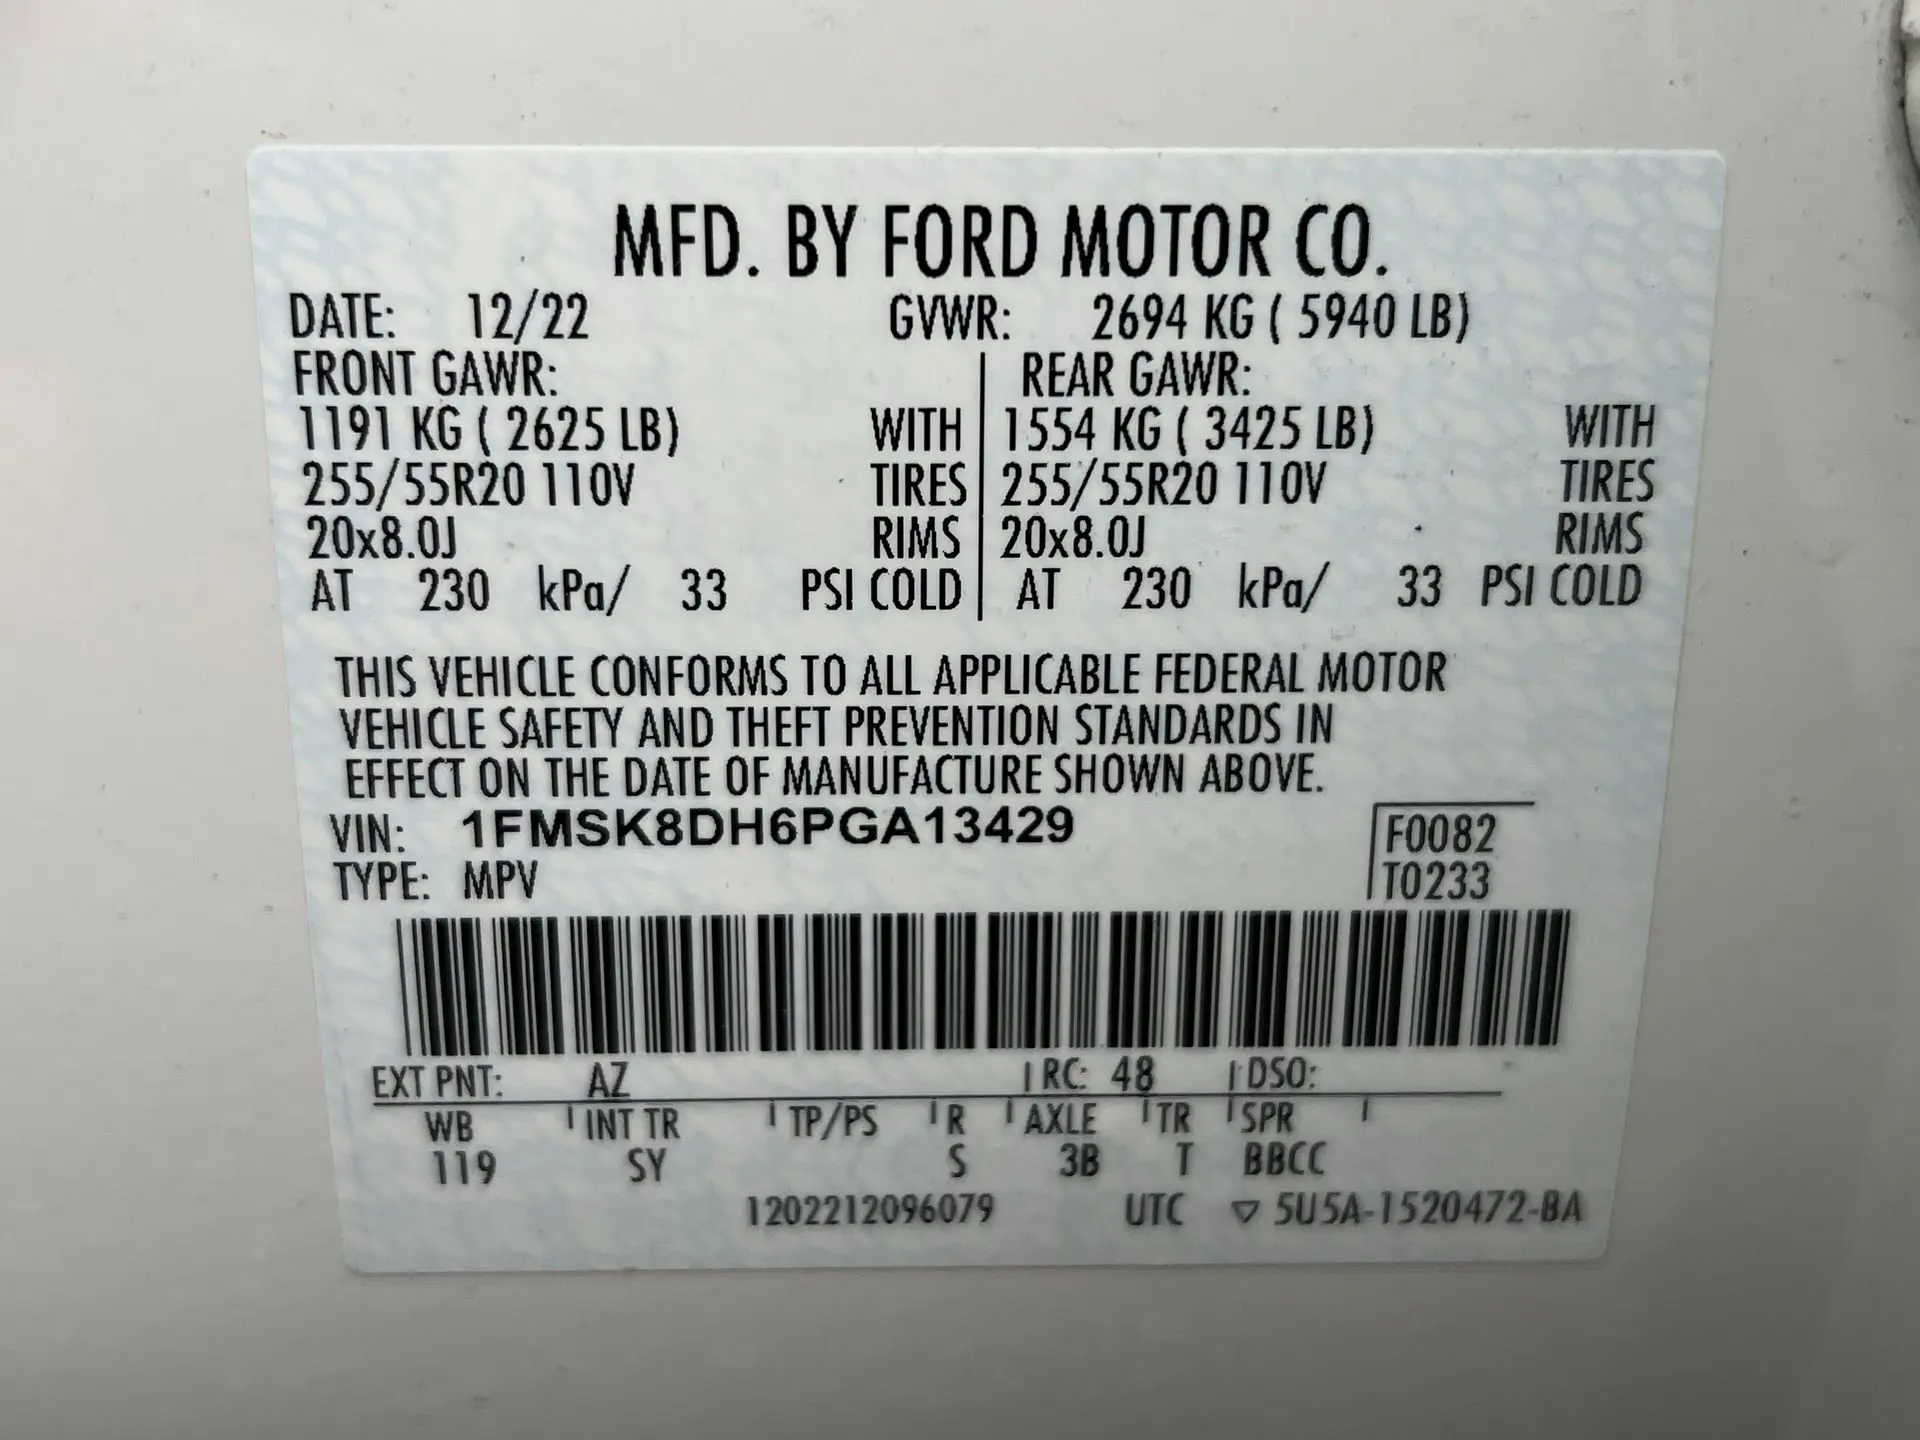 MFD. BY FORD MOTOR CO.
DATE: 12/22 GVWR: 2694 KG ( 5940 LB)
FRONT GAWR: REAR GAWR:
1191 KG ( 2625 LB) WITH 1554 KG ( 3425 LB) WITH
255/55R20 110V TIRES 255/55R20 110V TIRES
20x8.0J RIMS 20x8.0J RIMS
AT 230 kPa/ 33 PSI COLD AT 230 kPa/ 33 PSI COLD
THIS VEHICLE CONFORMS TO ALL APPLICABLE FEDERAL MOTOR
VEHICLE SAFETY AND THEFT PREVENTION STANDARDS IN
EFFECT ON THE DATE OF MANUFACTURE SHOWN ABOVE.
VIN: 1FMSK8DH6PGA13429 F0082
TYPE: MPV T0233
EXT PNT: AZ RC: 48 DSO:
WB INT TR TP/PS R AXLE TR SPR
119 SY S 3B T BBCC
1202212096079 UTC ▽ 5U5A-1520472-BA